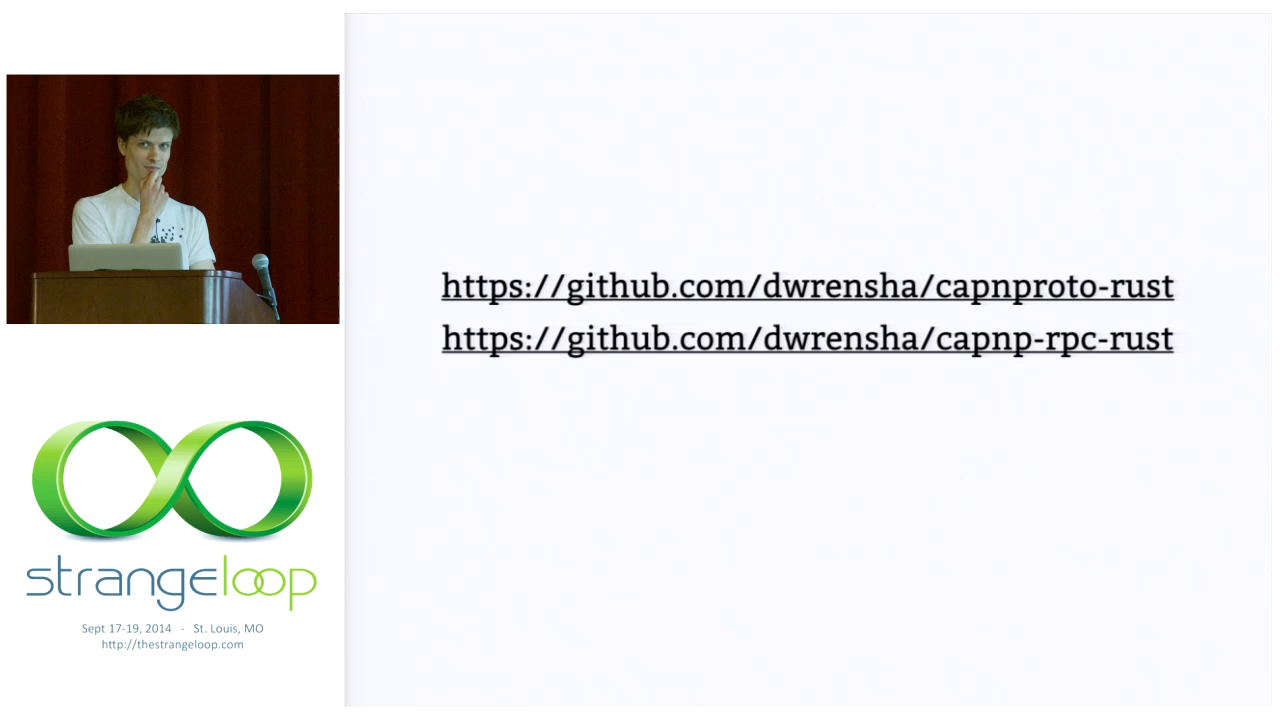 https://github.com/dwrensha/capnproto-rust
https://github.com/dwrensha/capnp-rpc-rust
strangeloop
Sept 17-19, 2014 - St. Louis, MO
http://thestrangeloop.com